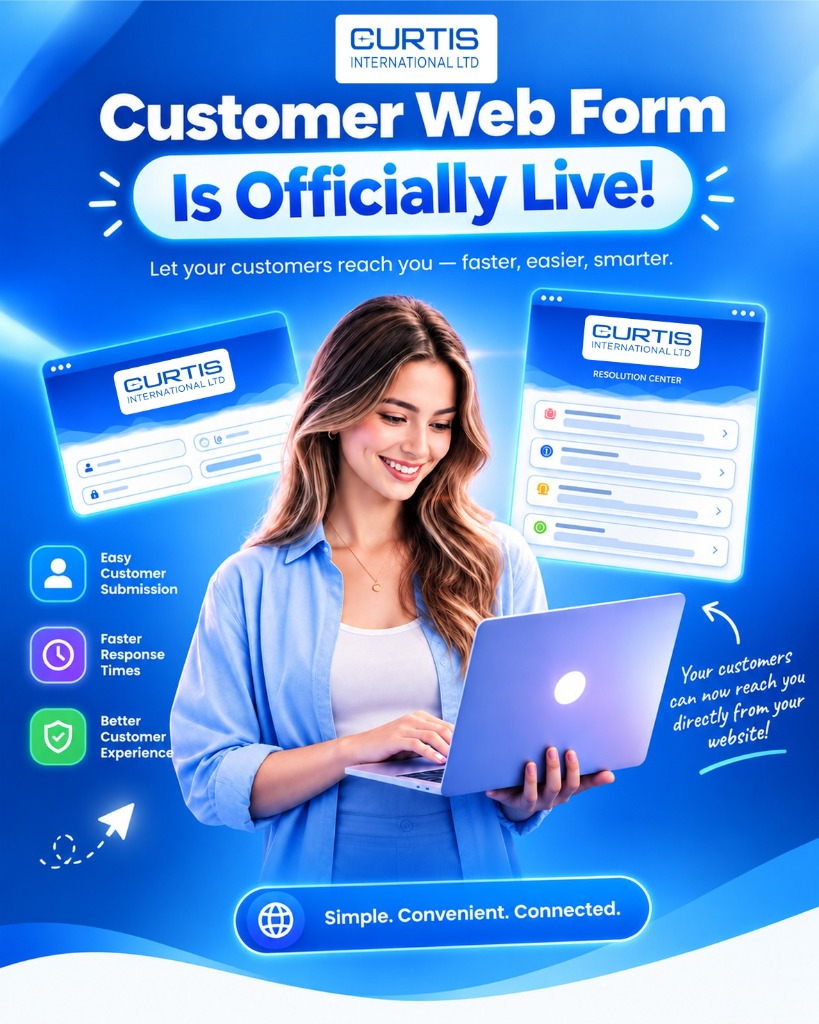 CURTIS
INTERNATIONAL LTD
Customer Web Form
Is Officially Live!
Let your customers reach you — faster, easier, smarter.
CURTIS
INTERNATIONAL LTD
CURTIS
INTERNATIONAL LTD
RESOLUTION CENTER
Easy
Customer
Submission
Faster
Response
Times
Better
Customer
Experience
Your customers
can now reach you
directly from your
website!
Simple. Convenient. Connected.